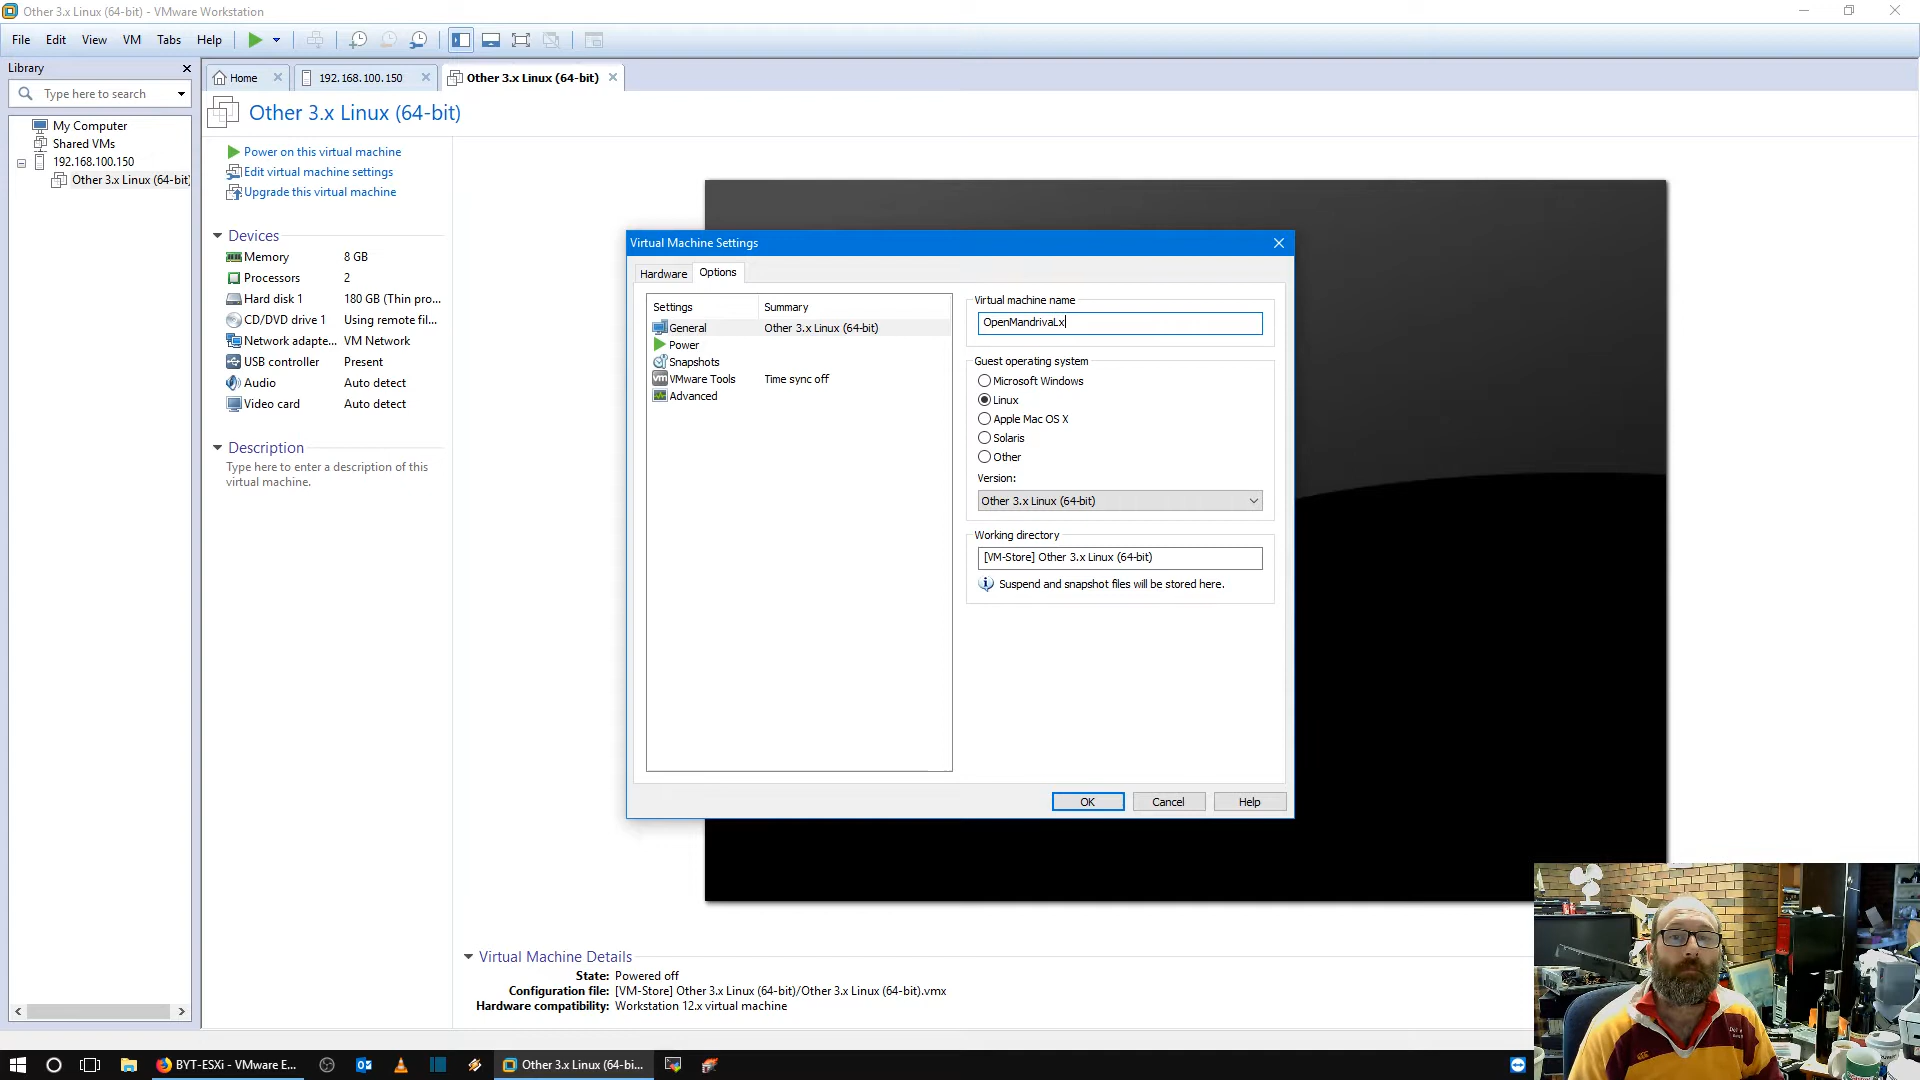 Other 3.x Linux (64-bit) - VMware Workstation
File Edit View VM Tabs Help
Library
Type here to search
My Computer
Shared VMs
192.168.100.150
Other 3.x Linux (64-bit)
Home
192.168.100.150
Other 3.x Linux (64-bit)
Other 3.x Linux (64-bit)
Power on this virtual machine
Edit virtual machine settings
Upgrade this virtual machine
Devices
Memory 8 GB
Processors 2
Hard disk 1 180 GB (Thin pro...
CD/DVD drive 1 Using remote fil...
Network adapte... VM Network
USB controller Present
Audio Auto detect
Video card Auto detect
Description
Type here to enter a description of this
virtual machine.
Virtual Machine Settings
Hardware Options
Settings Summary
General Other 3.x Linux (64-bit)
Power
Snapshots
VMware Tools Time sync off
Advanced
Virtual machine name
OpenMandrivaLx
Guest operating system
Microsoft Windows
Linux
Apple Mac OS X
Solaris
Other
Version:
Other 3.x Linux (64-bit)
Working directory
[VM-Store] Other 3.x Linux (64-bit)
Suspend and snapshot files will be stored here.
OK Cancel Help
Virtual Machine Details
State: Powered off
Configuration file: [VM-Store] Other 3.x Linux (64-bit)/Other 3.x Linux (64-bit).vmx
Hardware compatibility: Workstation 12.x virtual machine
BYT-ESXi - VMware E...
Other 3.x Linux (64-bi...